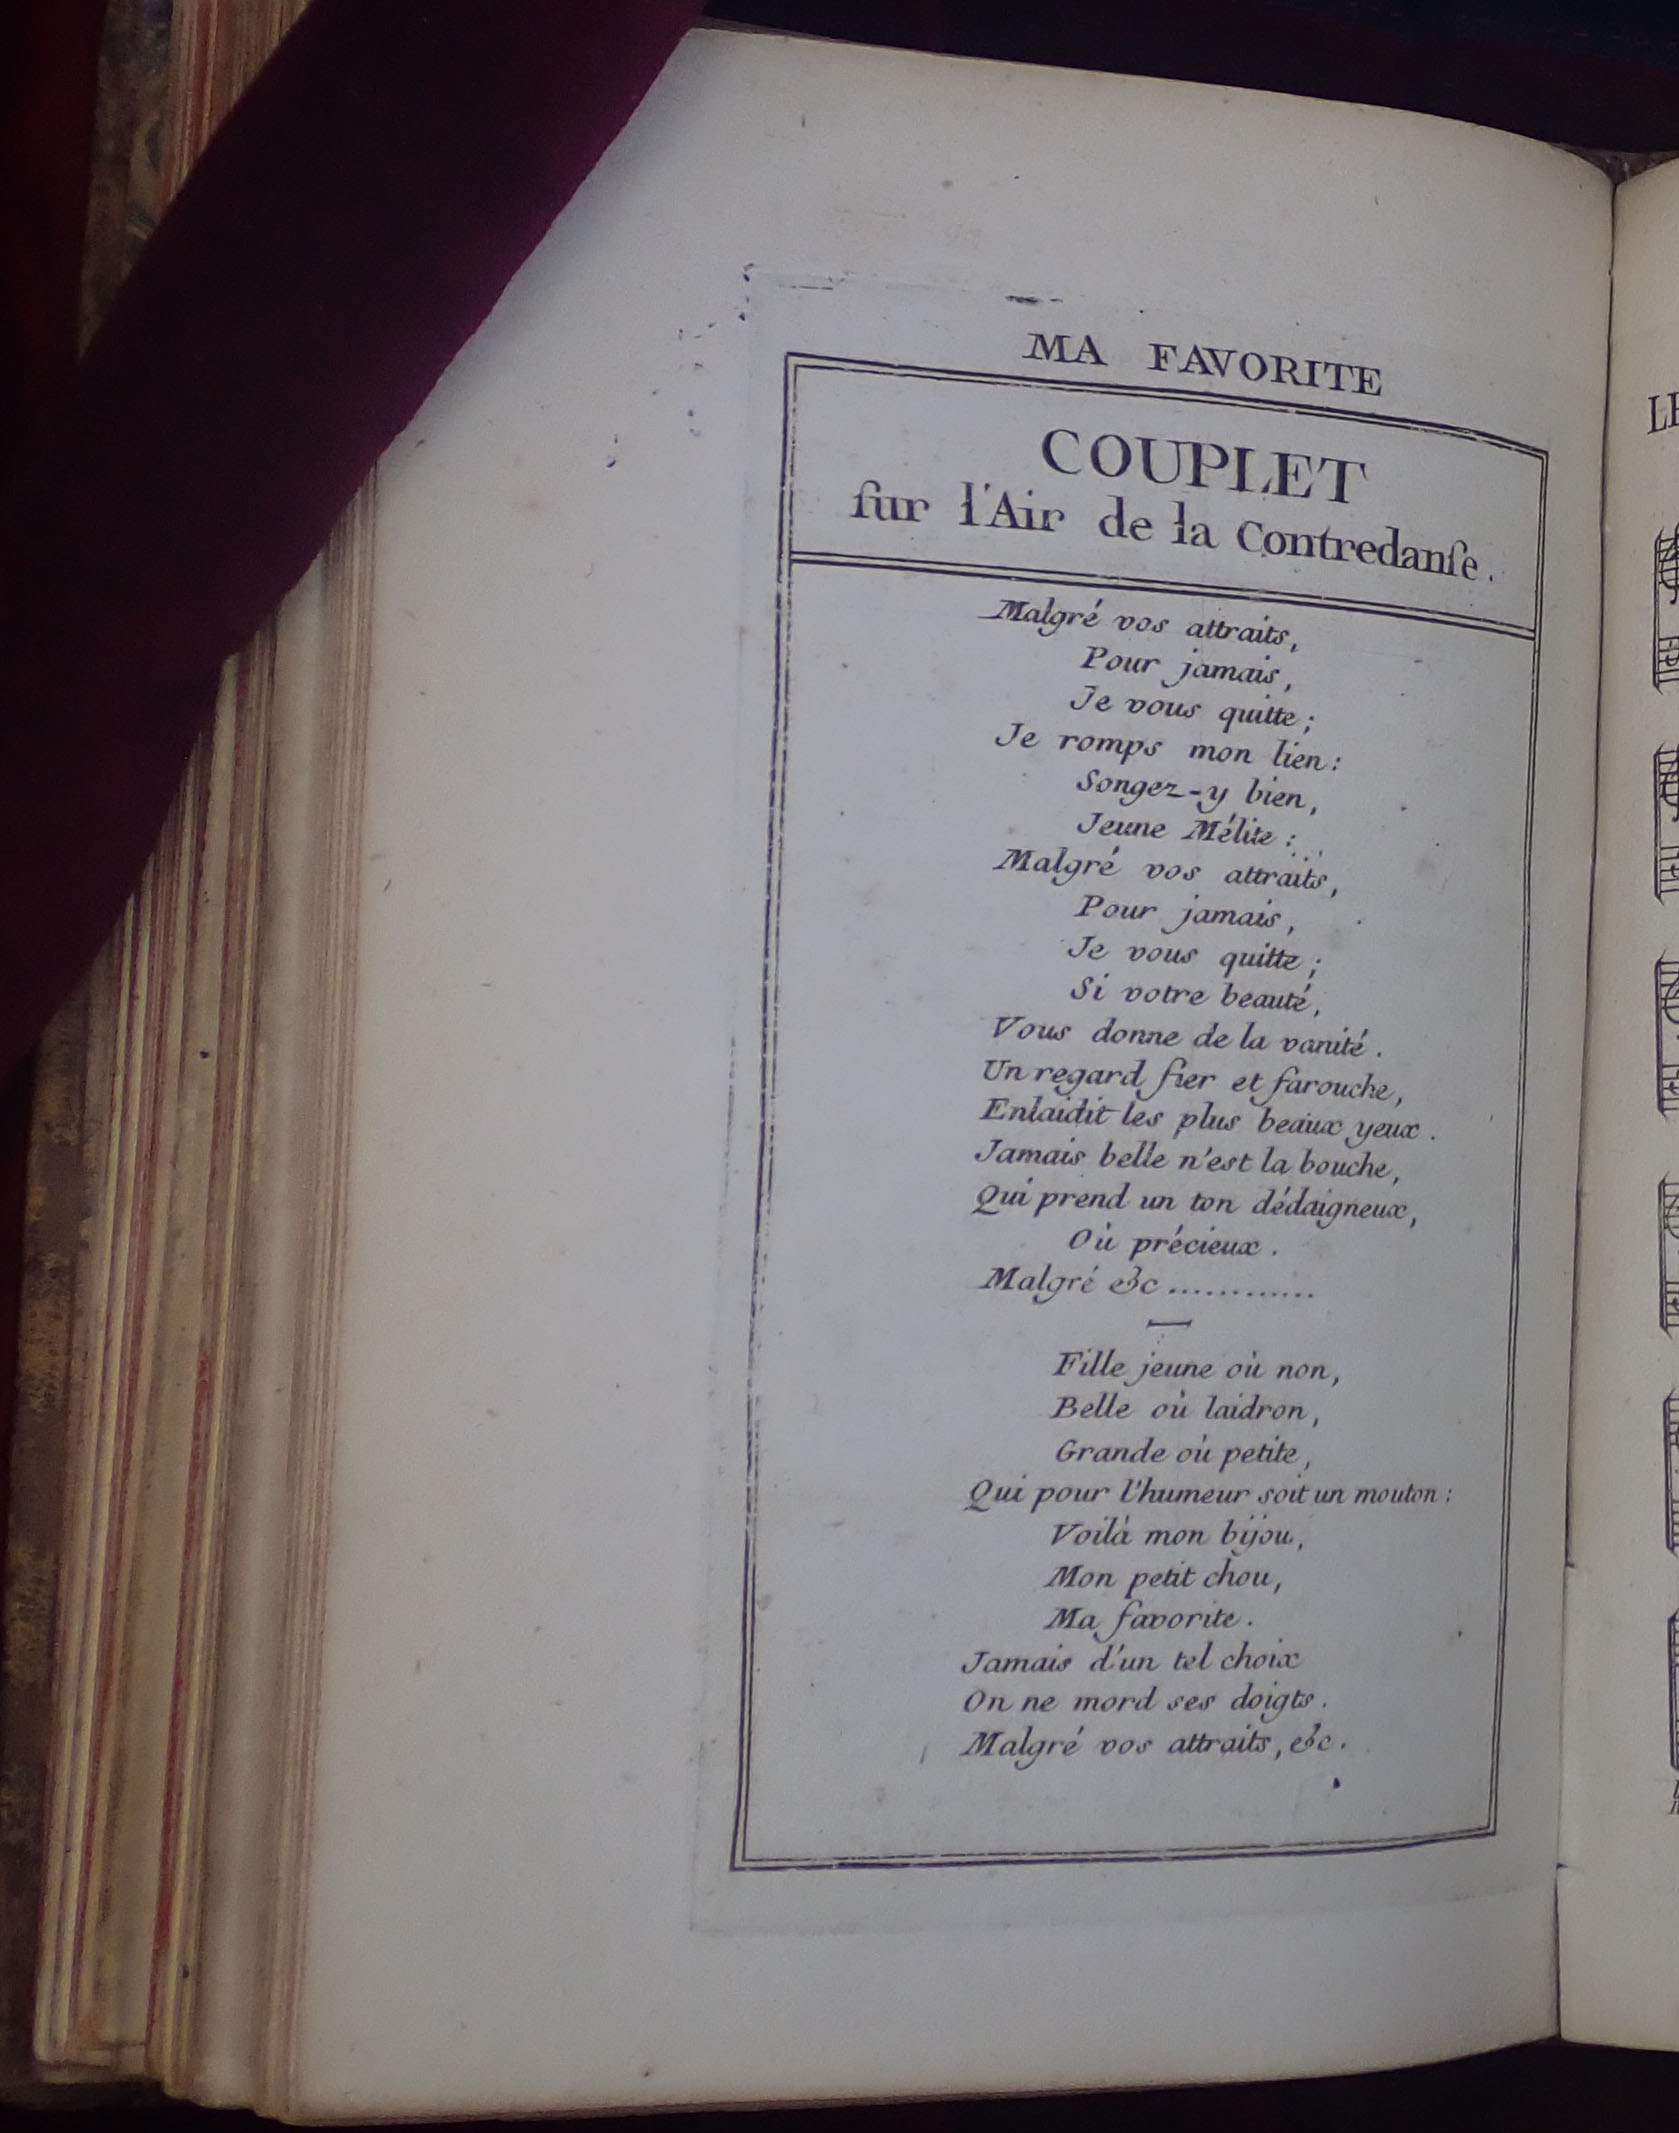 MA FAVORITE
COUPLET
ſur l'Air de la Contredanſe.
Malgré vos attraits,
Pour jamais,
Je vous quitte;
Je romps mon lien:
Songez-y bien,
Jeune Mélite:
Malgré vos attraits,
Pour jamais,
Je vous quitte;
Si votre beauté,
Vous donne de la vanité.
Un regard fier et farouche,
Enlaidit les plus beaux yeux.
Jamais belle n'est la bouche,
Qui prend un ton dédaigneux,
Où précieux.
Malgré &c............
Fille jeune où non,
Belle où laidron,
Grande où petite,
Qui pour l'humeur soit un mouton:
Voilà mon bijou,
Mon petit chou,
Ma favorite.
Jamais d'un tel choix
On ne mord ses doigts.
Malgré vos attraits, &c.